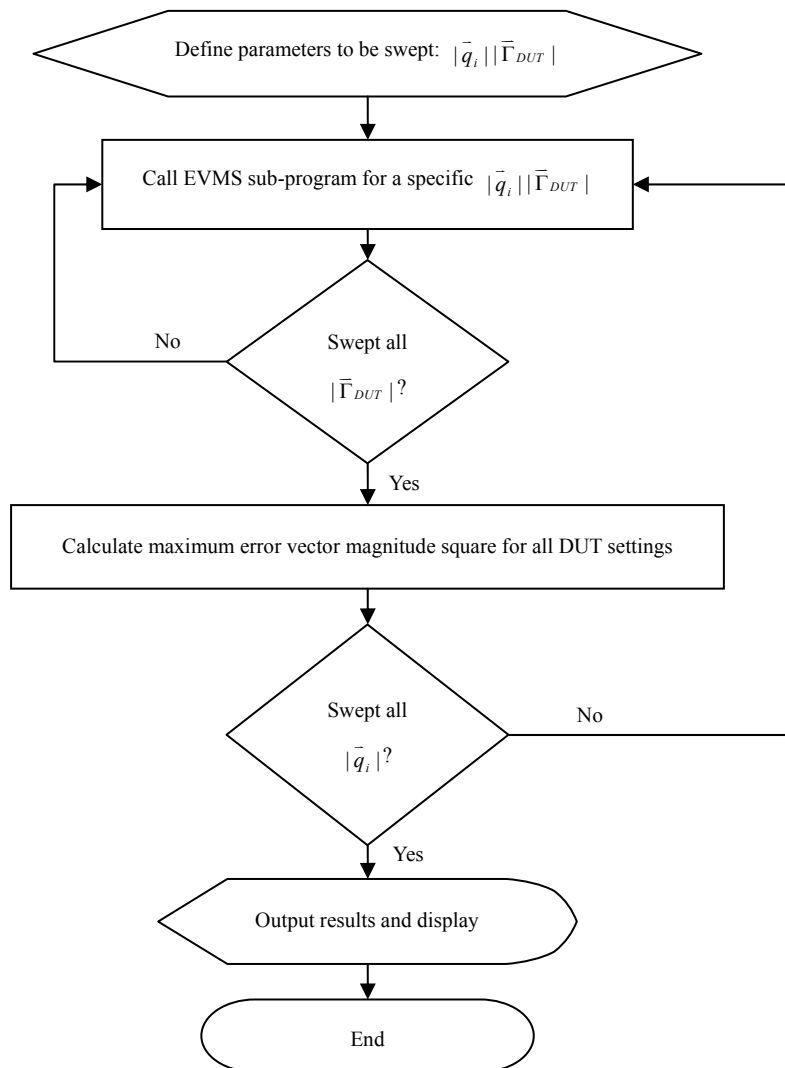 Define parameters to be swept: |q̄ᵢ||Γ̄_DUT|
Call EVMS sub-program for a specific |q̄ᵢ||Γ̄_DUT|
No
Swept all
|Γ̄_DUT|?
Yes
Calculate maximum error vector magnitude square for all DUT settings
Swept all
|q̄ᵢ|?
No
Yes
Output results and display
End